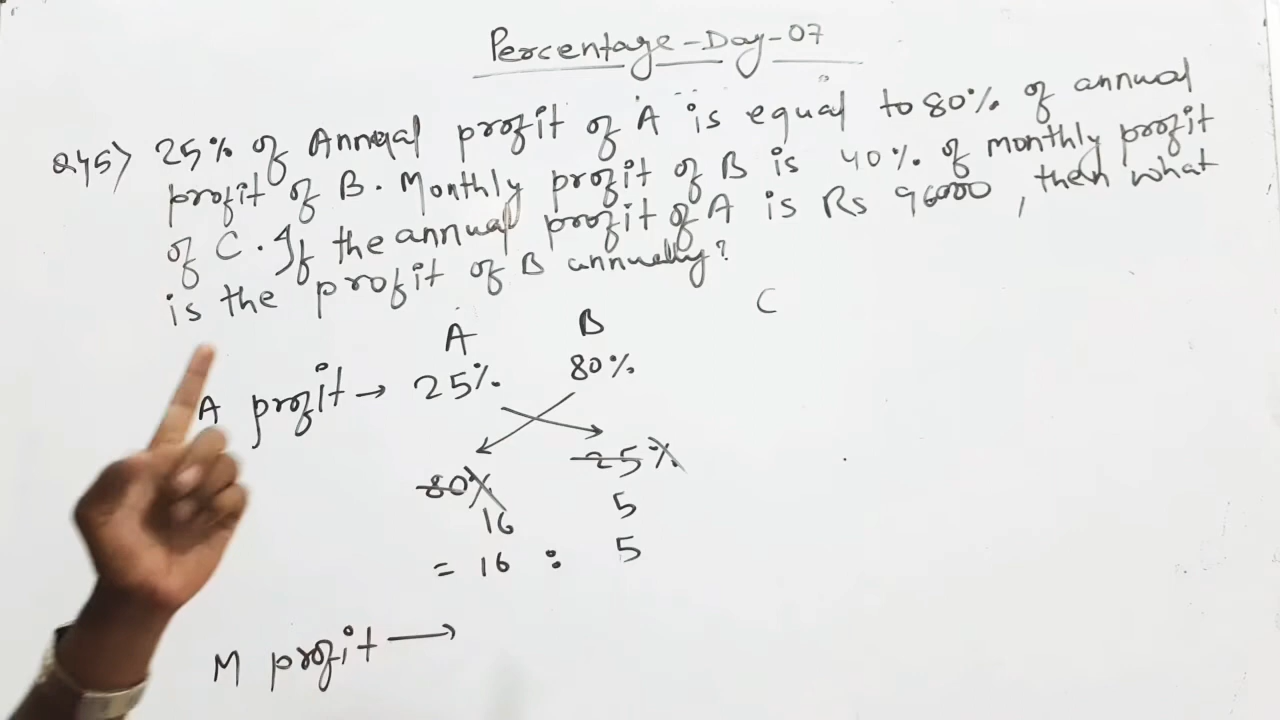 Percentage-Day-07
245) 25% of Annual profit of A is equal to 80% of annual
profit of B. Monthly profit of B is 40% of monthly profit
of C. If the annual profit of A is Rs 96000, then what
is the profit of B annually?
A B C
A profit → 25% 80%
80% 25%
16 5
= 16 : 5
M profit →